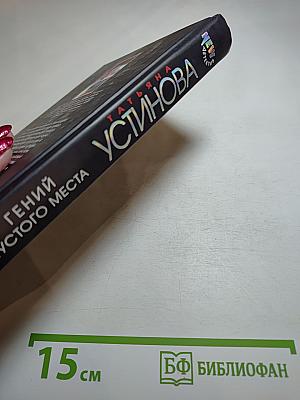 ТАТЬЯНА
УСТИНОВА
ГЕНИЙ
УСТОГО МЕСТА
15 см
БФ БИБЛИОФАН